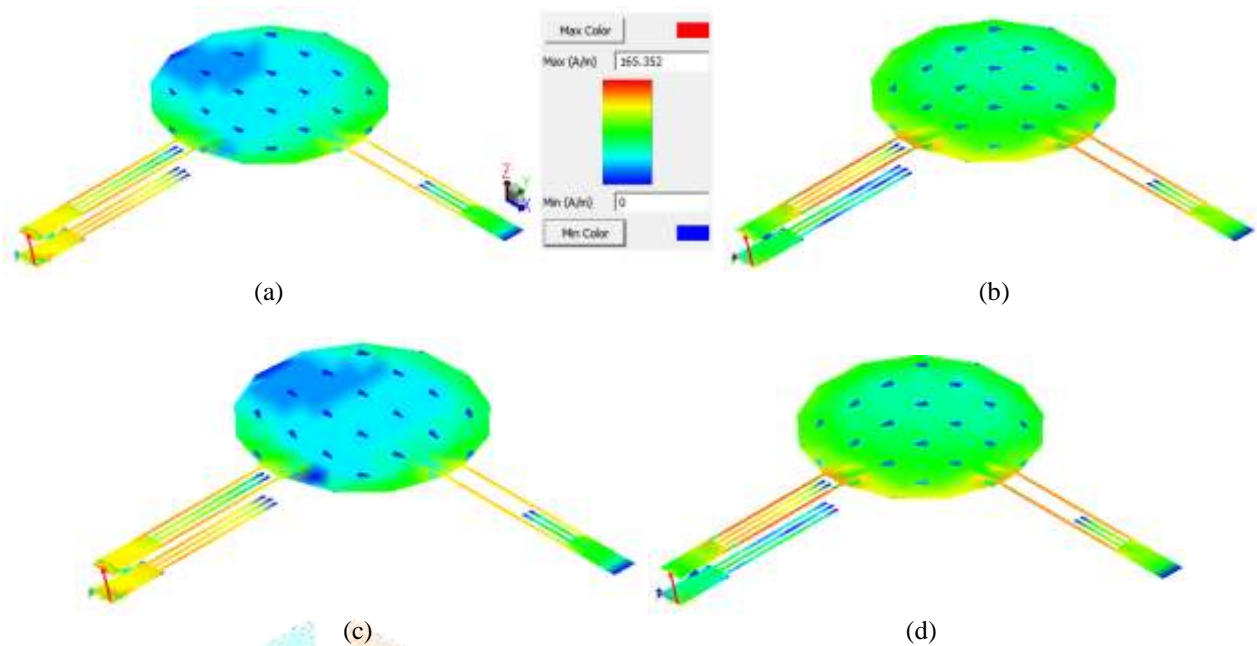 Max Color
Max (A/m) 165.352
Z
Y
X
Min (A/m) 0
Min Color
(a)
(b)
(c)
(d)